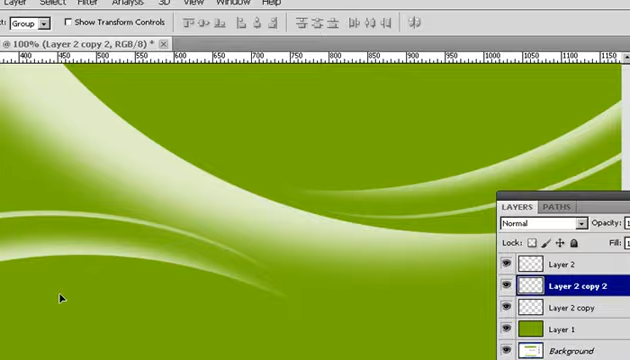 Layer Select Filter Analysis 3D View Window Help
Group Show Transform Controls
@ 100% (Layer 2 copy 2, RGB/8) *
400 450 500 550 600 650 700 750 800 850 900 950 1000 1050 1100 1150
LAYERS PATHS
Normal Opacity:
Lock: Fill:
Layer 2
Layer 2 copy 2
Layer 2 copy
Layer 1
Background